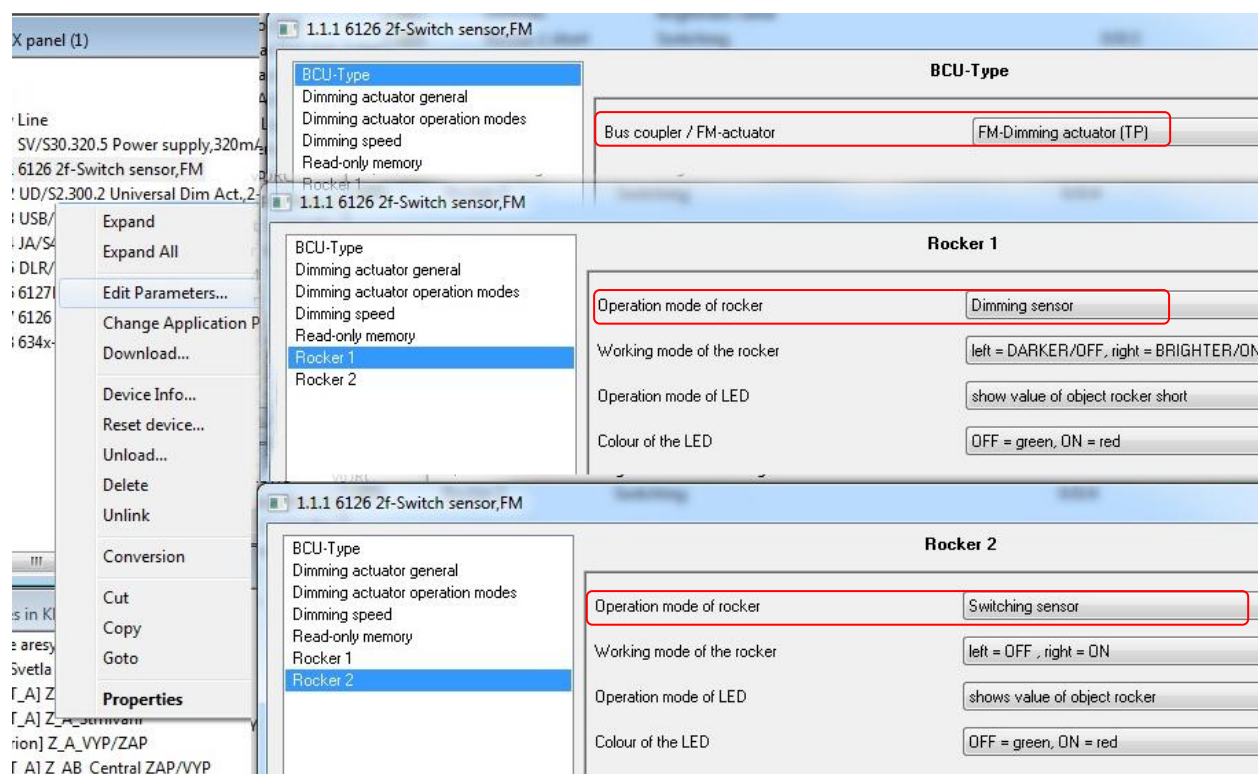 X panel (1)
Line
SV/S30.320.5 Power supply,320mA
6126 2f-Switch sensor,FM
UD/S2.300.2 Universal Dim Act.,2-
USB/
JA/S4
DLR/
6127
6126
634x-
Expand
Expand All
Edit Parameters...
Change Application P
Download...
Device Info...
Reset device...
Unload...
Delete
Unlink
Conversion
Cut
Copy
Goto
Properties
es in K
aresy
Svetla
T_A] Z
T_A] Z_A_Stmívání
rion] Z_A_VYP/ZAP
T_A] Z_AB_Central ZAP/VYP
1.1.1 6126 2f-Switch sensor,FM
BCU-Type
Dimming actuator general
Dimming actuator operation modes
Dimming speed
Read-only memory
Rocker 1
BCU-Type
Bus coupler / FM-actuator
FM-Dimming actuator (TP)
1.1.1 6126 2f-Switch sensor,FM
BCU-Type
Dimming actuator general
Dimming actuator operation modes
Dimming speed
Read-only memory
Rocker 1
Rocker 2
Rocker 1
Operation mode of rocker
Dimming sensor
Working mode of the rocker
left = DARKER/OFF, right = BRIGHTER/ON
Operation mode of LED
show value of object rocker short
Colour of the LED
OFF = green, ON = red
1.1.1 6126 2f-Switch sensor,FM
BCU-Type
Dimming actuator general
Dimming actuator operation modes
Dimming speed
Read-only memory
Rocker 1
Rocker 2
Rocker 2
Operation mode of rocker
Switching sensor
Working mode of the rocker
left = OFF , right = ON
Operation mode of LED
shows value of object rocker
Colour of the LED
OFF = green, ON = red